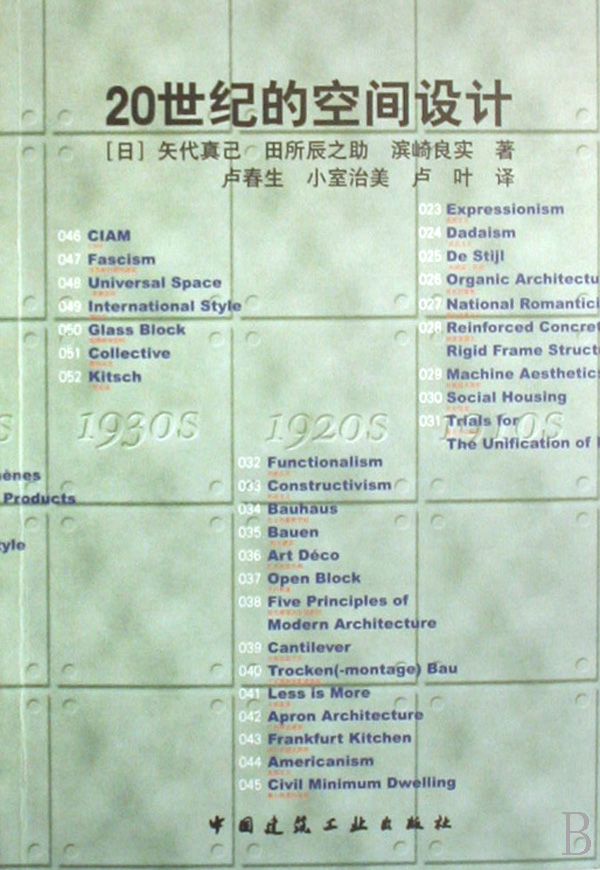 20世纪的空间设计
[日] 矢代真己 田所辰之助 滨崎良实 著
卢春生 小室治美 卢 叶 译
046 CIAM
047 Fascism
048 Universal Space
049 International Style
050 Glass Block
051 Collective
052 Kitsch
1930s
023 Expressionism
024 Dadaism
025 De Stijl
026 Organic Architectu
027 National Romantici
028 Reinforced Concret
Rigid Frame Struct
029 Machine Aesthetics
030 Social Housing
031 Trials for
The Unification of
1910s
1920s
032 Functionalism
033 Constructivism
034 Bauhaus
035 Bauen
036 Art Déco
037 Open Block
038 Five Principles of
Modern Architecture
039 Cantilever
040 Trocken(-montage) Bau
041 Less is More
042 Apron Architecture
043 Frankfurt Kitchen
044 Americanism
045 Civil Minimum Dwelling
ènes
Products
tyle
中国建筑工业出版社
B